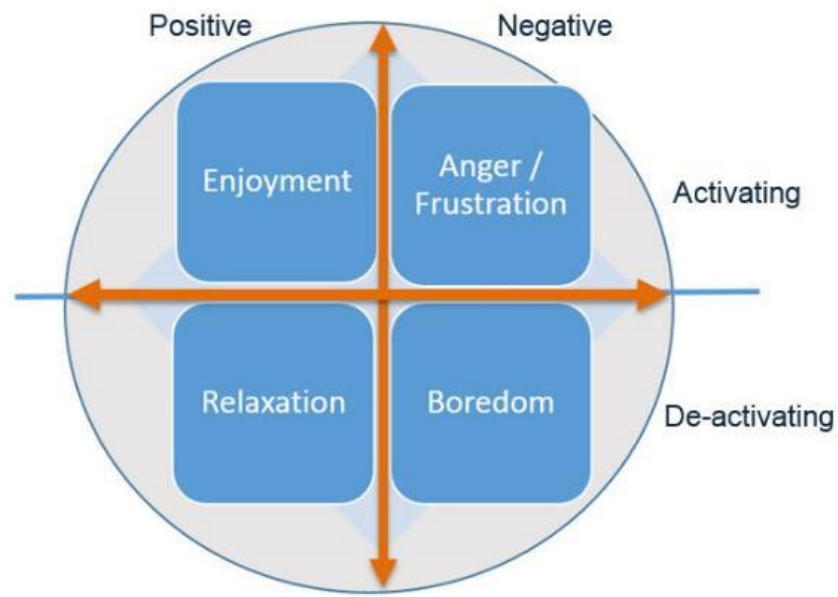 Positive
Negative
Enjoyment
Anger /
Frustration
Activating
Relaxation
Boredom
De-activating